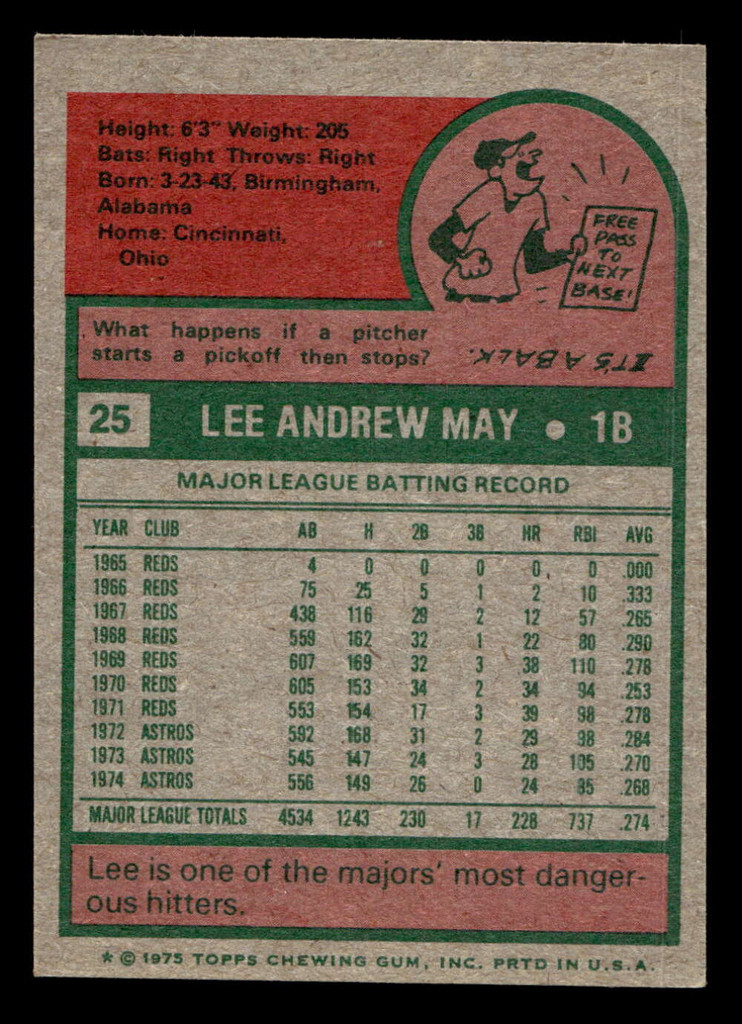 Height: 6'3" Weight: 205
Bats: Right Throws: Right
Born: 3-23-43, Birmingham,
Alabama
Home: Cincinnati,
Ohio
FREE
PASS
TO
NEXT
BASE!
What happens if a pitcher
starts a pickoff then stops?
IT'S A BALK.
25 LEE ANDREW MAY • 1B
MAJOR LEAGUE BATTING RECORD
YEAR CLUB AB H 2B 3B HR RBI AVG
1965 REDS 4 0 0 0 0 0 .000
1966 REDS 75 25 5 1 2 10 .333
1967 REDS 438 116 29 2 12 57 .265
1968 REDS 559 162 32 1 22 80 .290
1969 REDS 607 169 32 3 38 110 .278
1970 REDS 605 153 34 2 34 94 .253
1971 REDS 553 154 17 3 39 98 .278
1972 ASTROS 592 168 31 2 29 98 .284
1973 ASTROS 545 147 24 3 28 105 .270
1974 ASTROS 556 149 26 0 24 85 .268
MAJOR LEAGUE TOTALS 4534 1243 230 17 228 737 .274
Lee is one of the majors' most danger-
ous hitters.
* © 1975 TOPPS CHEWING GUM, INC. PRTD IN U.S.A.